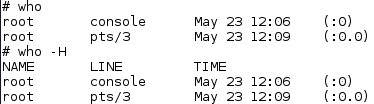 # who
root       console      May 23 12:06    (:0)
root       pts/3        May 23 12:09    (:0.0)
# who -H
NAME       LINE         TIME
root       console      May 23 12:06    (:0)
root       pts/3        May 23 12:09    (:0.0)